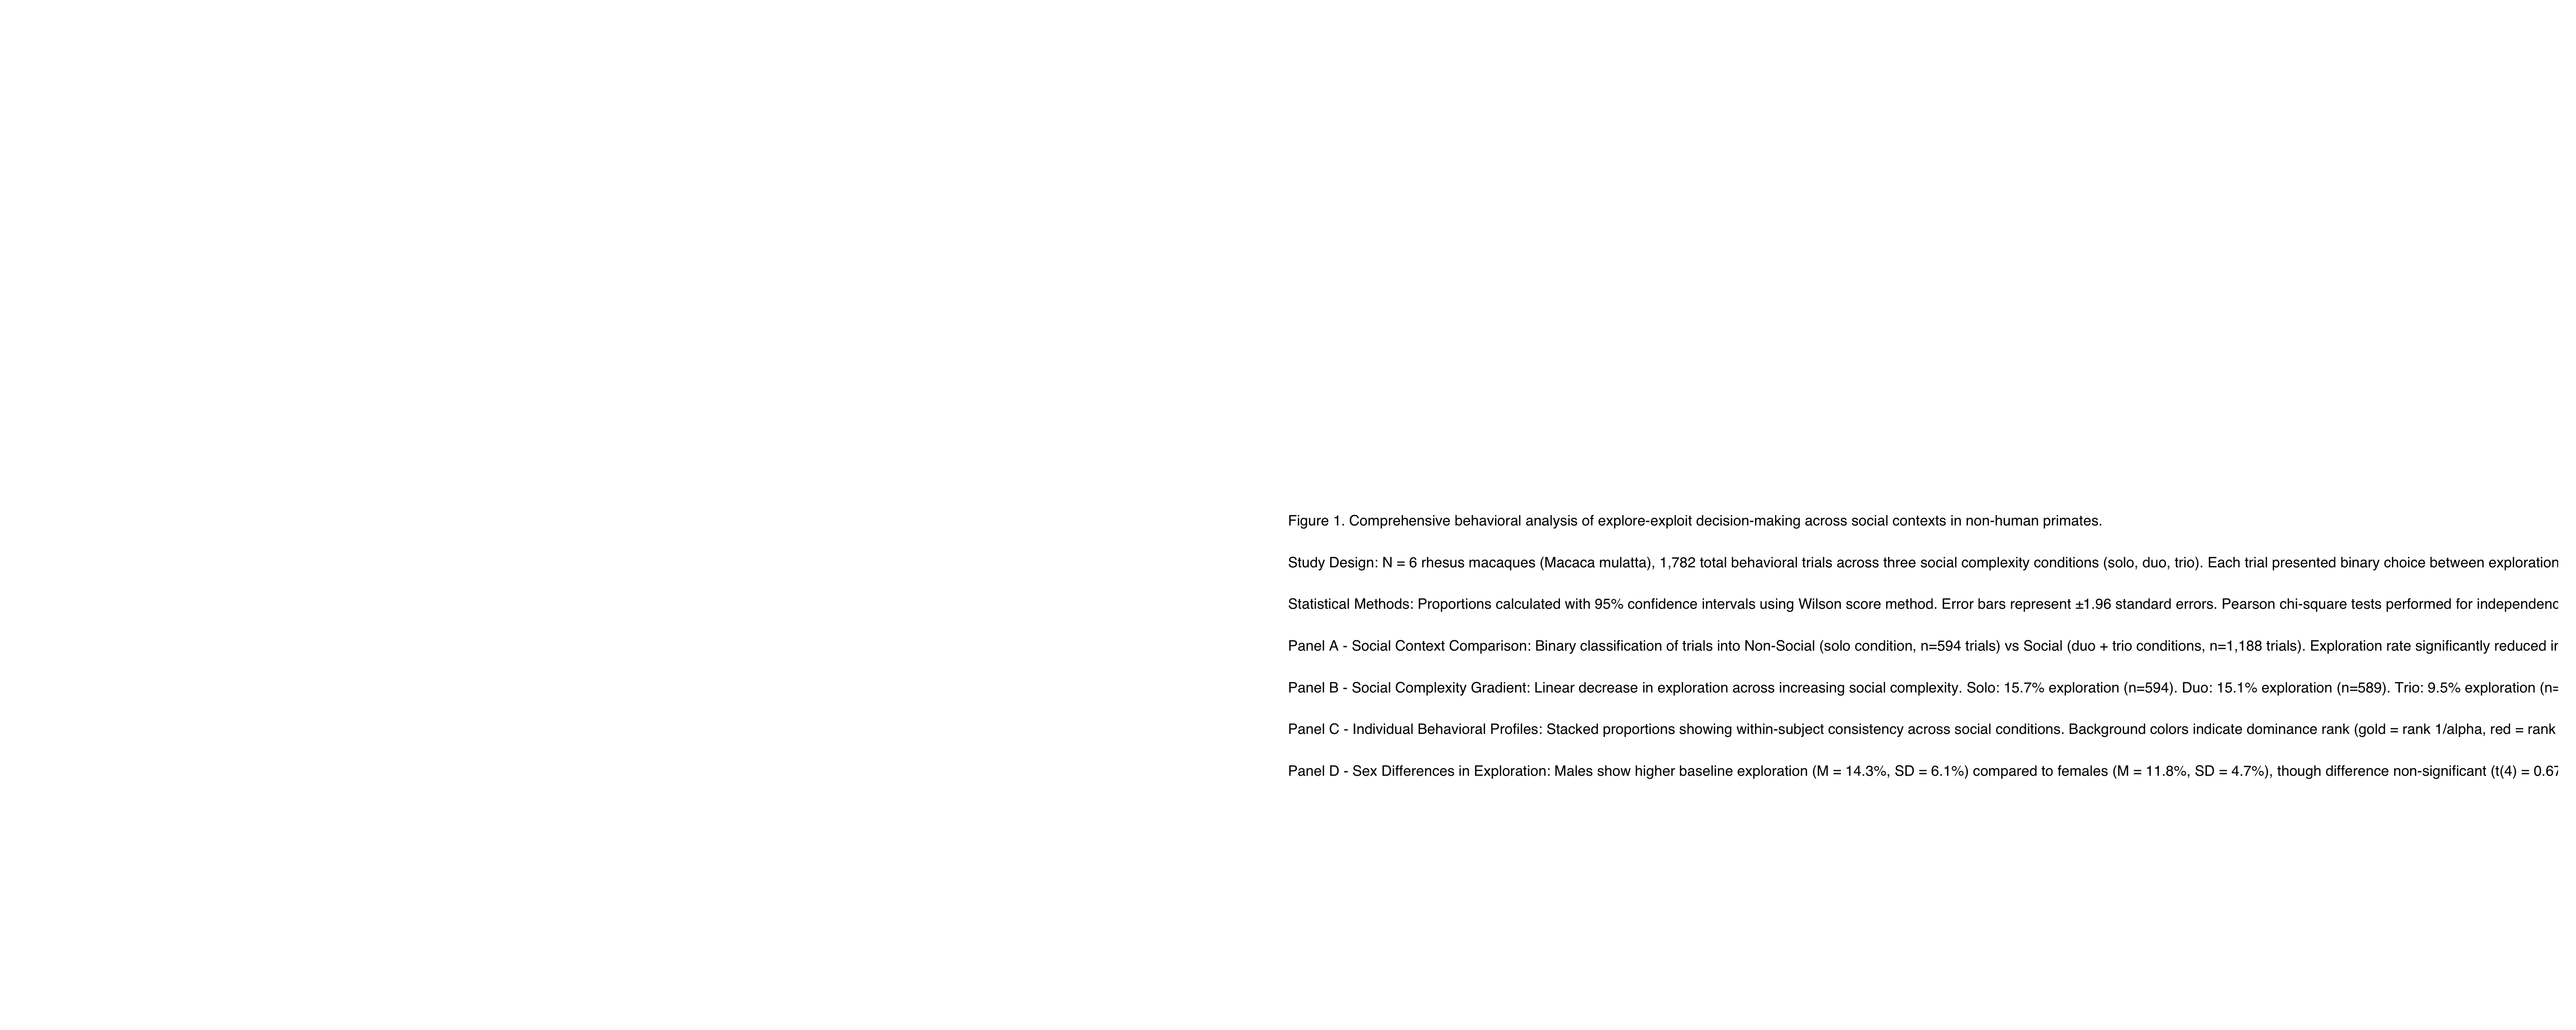 Figure 1. Comprehensive behavioral analysis of explore-exploit decision-making across social contexts in non-human primates.
Study Design: N = 6 rhesus macaques (Macaca mulatta), 1,782 total behavioral trials across three social complexity conditions (solo, duo, trio). Each trial presented binary choice between exploration
Statistical Methods: Proportions calculated with 95% confidence intervals using Wilson score method. Error bars represent ±1.96 standard errors. Pearson chi-square tests performed for
Panel A - Social Context Comparison: Binary classification of trials into Non-Social (solo condition, n=594 trials) vs Social (duo + trio conditions, n=1,188 trials). Exploration rate significantly reduced
Panel B - Social Complexity Gradient: Linear decrease in exploration across increasing social complexity. Solo: 15.7% exploration (n=594). Duo: 15.1% exploration (n=589). Trio: 9.5% exploration (n=
Panel C - Individual Behavioral Profiles: Stacked proportions showing within-subject consistency across social conditions. Background colors indicate dominance rank (gold = rank 1/alpha, red = rank
Panel D - Sex Differences in Exploration: Males show higher baseline exploration (M = 14.3%, SD = 6.1%) compared to females (M = 11.8%, SD = 4.7%), though difference non-significant (t(4) =